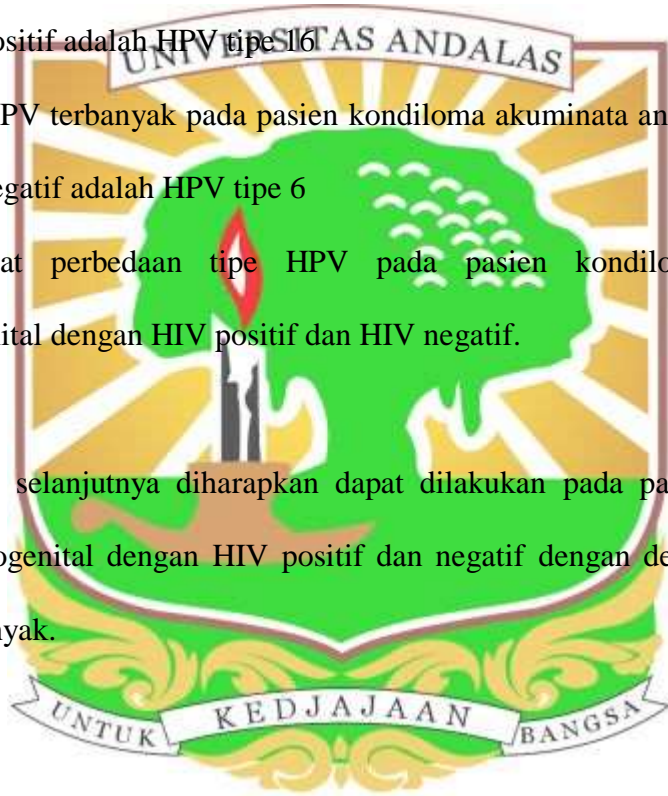 ositif adalah HPV tipe 16
UNIVERSITAS ANDALAS
PV terbanyak pada pasien kondiloma akuminata an
egatif adalah HPV tipe 6
at perbedaan tipe HPV pada pasien kondilo
ital dengan HIV positif dan HIV negatif.
selanjutnya diharapkan dapat dilakukan pada pa
ogenital dengan HIV positif dan negatif dengan de
nyak.
UNTUK KEDJAJAAN BANGSA